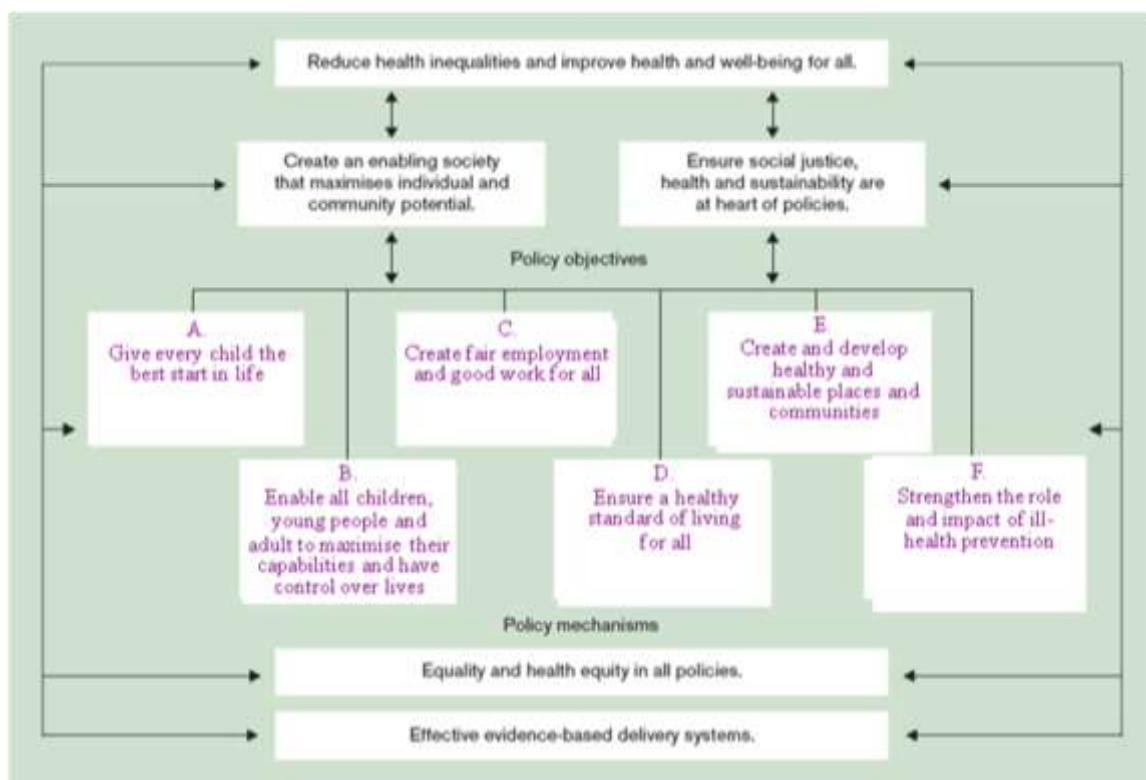 Reduce health inequalities and improve health and well-being for all.
Create an enabling society
that maximises individual and
community potential.
Ensure social justice,
health and sustainability are
at heart of policies.
Policy objectives
A.
Give every child the
best start in life
C.
Create fair employment
and good work for all
E.
Create and develop
healthy and
sustainable places and
communities
B.
Enable all children,
young people and
adult to maximise their
capabilities and have
control over lives
D.
Ensure a healthy
standard of living
for all
F.
Strengthen the role
and impact of ill-
health prevention
Policy mechanisms
Equality and health equity in all policies.
Effective evidence-based delivery systems.